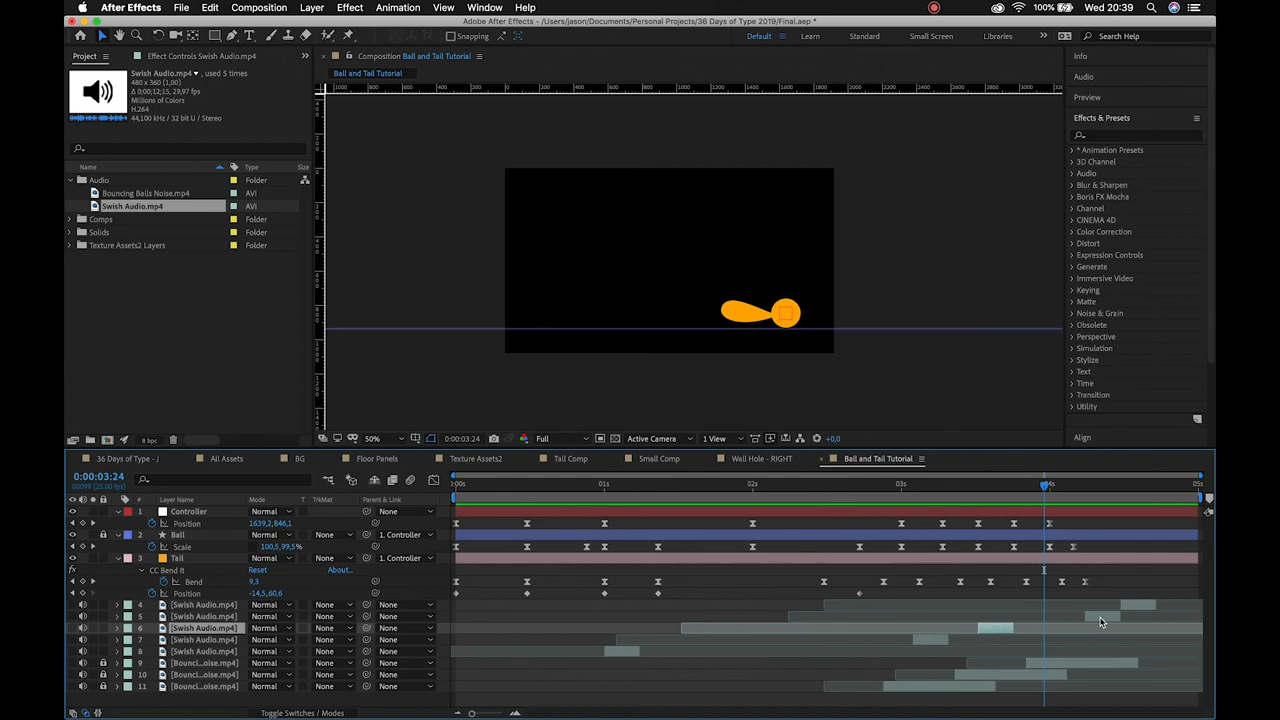 After Effects File Edit Composition Layer Effect Animation View Window Help 100% Wed 20:39
Adobe After Effects CC 2019 - /Users/jason/Documents/Personal Projects/36 Days of Type 2019/Final.aep *
Snapping Default Learn Standard Small Screen Libraries Search Help
Project Effect Controls Swish Audio.mp4 Composition Ball and Tail Tutorial Info
Swish Audio.mp4 , used 5 times Ball and Tail Tutorial Audio
480 x 360 (1,00)
Δ 0:00:12:15, 29,97 fps Preview
Millions of Colors
H.264
44,100 kHz / 32 bit U / Stereo Effects & Presets
Name Type Size
Audio Folder
Bouncing Balls Noise.mp4 AVI
Swish Audio.mp4 AVI
Comps Folder
Solids Folder
Texture Assets2 Layers Folder
* Animation Presets
3D Channel
Audio
Blur & Sharpen
Boris FX Mocha
Channel
CINEMA 4D
Color Correction
Distort
Expression Controls
Generate
Immersive Video
Keying
Matte
Noise & Grain
Obsolete
Perspective
Simulation
Stylize
Text
Time
Transition
Utility
Align
8 bpc 50% 0:00:03:24 Full Active Camera 1 View +0,0
36 Days of Type - J All Assets BG Floor Panels Texture Assets2 Tail Comp Small Comp Wall Hole - RIGHT Ball and Tail Tutorial
0:00:03:24
00099 (25.00 fps)
:00s 01s 02s 03s 04s 05s
# Layer Name Mode T TrkMat Parent & Link
1 Controller Normal None
Position 1639,2,846,1
2 Ball Normal None 1. Controller
Scale 100,5,99,5%
3 Tail Normal None 1. Controller
CC Bend It Reset About...
Bend 9,3
Position -14,5,60,6
4 [Swish Audio.mp4] Normal None None
5 [Swish Audio.mp4] Normal None None
6 [Swish Audio.mp4] Normal None None
7 [Swish Audio.mp4] Normal None None
8 [Swish Audio.mp4] Normal None None
9 [Bounci...oise.mp4] Normal None None
10 [Bounci...oise.mp4] Normal None None
11 [Bounci...oise.mp4] Normal None None
Toggle Switches / Modes